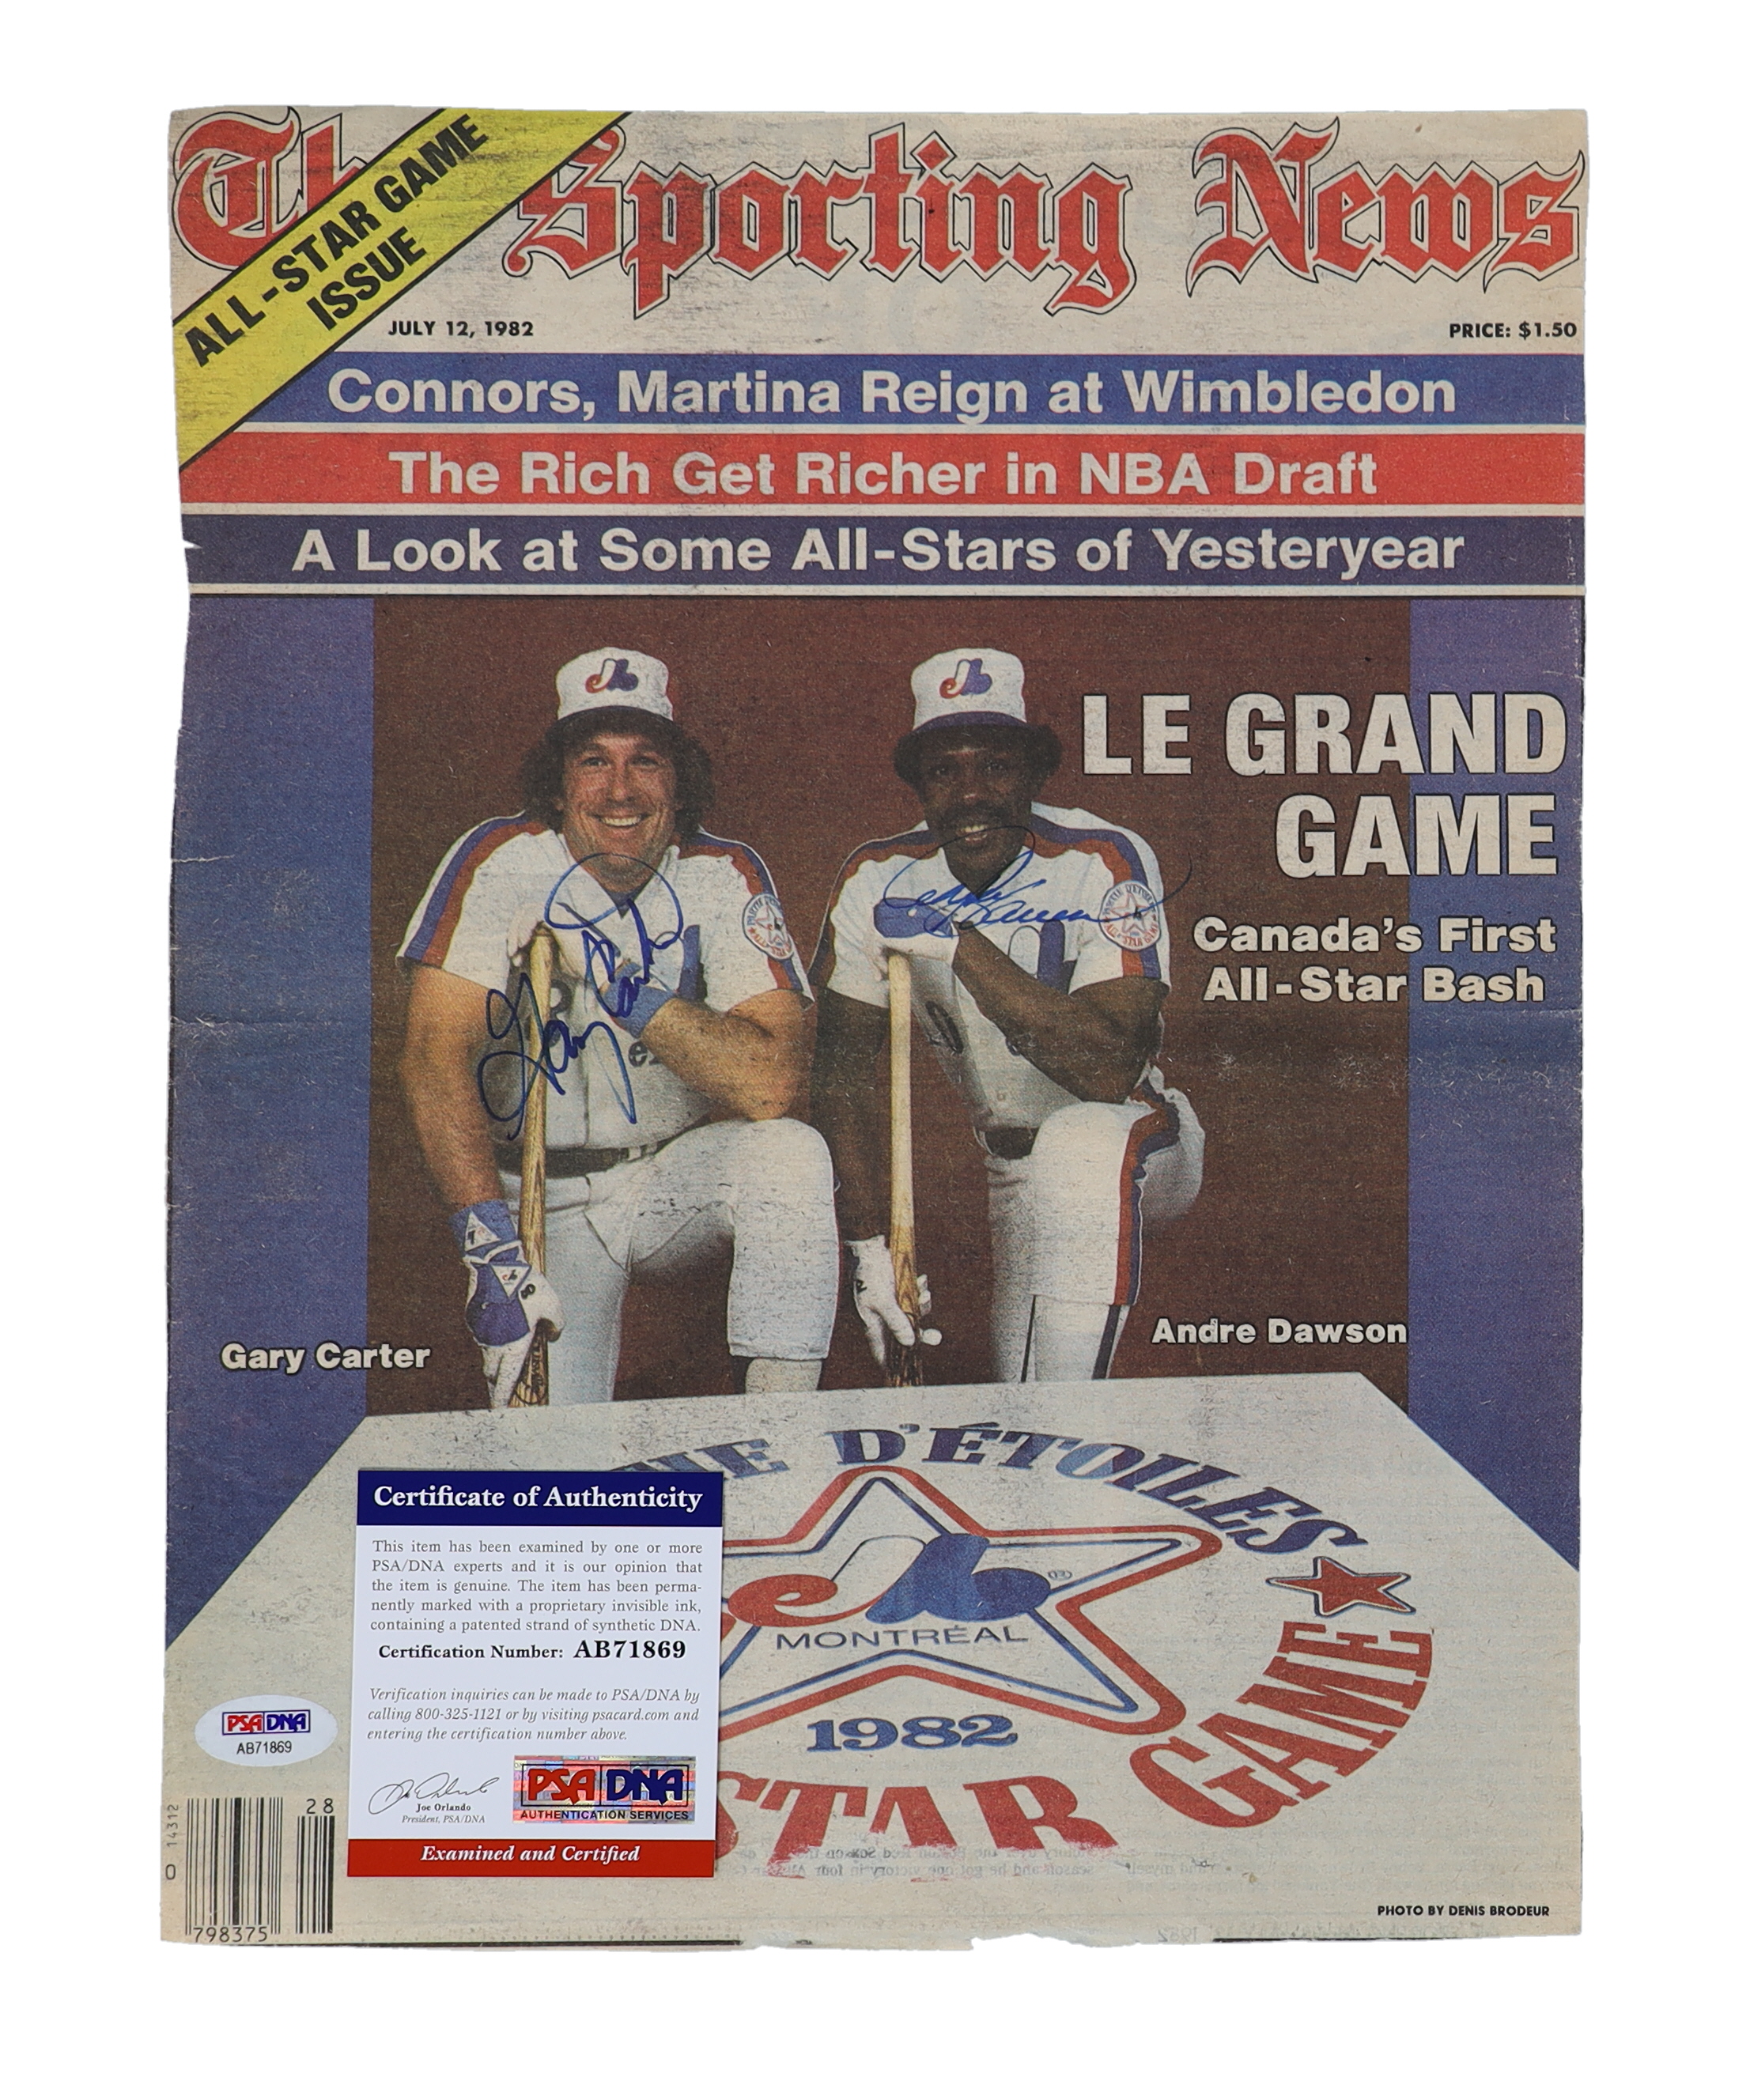 The Sporting News
ALL-STAR GAME
ISSUE
JULY 12, 1982
PRICE: $1.50
Connors, Martina Reign at Wimbledon
The Rich Get Richer in NBA Draft
A Look at Some All-Stars of Yesteryear
LE GRAND
GAME
Canada's First
All-Star Bash
Gary Carter
Andre Dawson
Gary Carter
Andre Dawson
D'ÉTOILES
MONTRÉAL
1982
STAR GAME
Certificate of Authenticity
This item has been examined by one or more
PSA/DNA experts and it is our opinion that
the item is genuine. The item has been perma-
nently marked with a proprietary invisible ink,
containing a patented strand of synthetic DNA.
Certification Number: AB71869
Verification inquiries can be made to PSA/DNA by
calling 800-325-1121 or by visiting psacard.com and
entering the certification number above.
Joe Orlando
President, PSA/DNA
PSA DNA
AUTHENTICATION SERVICES
Examined and Certified
PSA DNA
AB71869
28
0 14312
798375
PHOTO BY DENIS BRODEUR